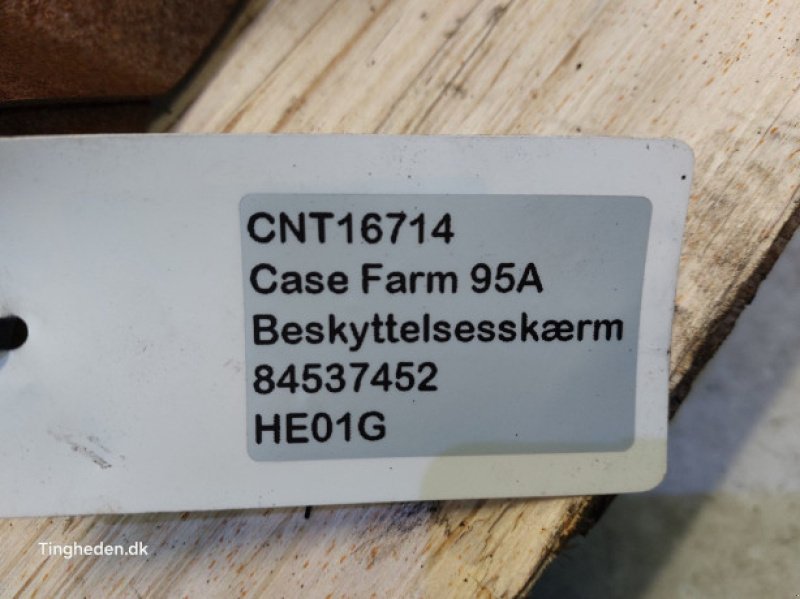 CNT16714
Case Farm 95A
Beskyttelsesskærm
84537452
HE01G
Tingheden.dk